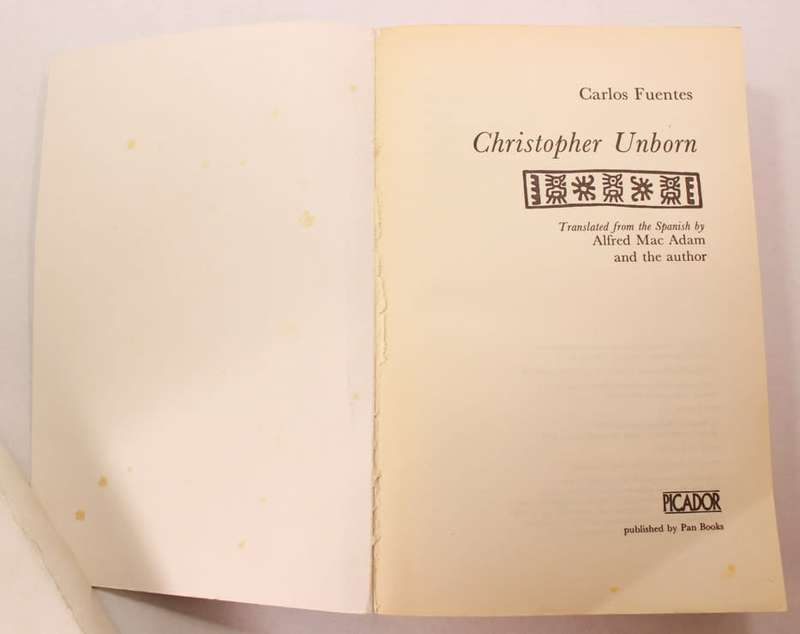 Carlos Fuentes
Christopher Unborn
Translated from the Spanish by
Alfred Mac Adam
and the author
PICADOR
published by Pan Books